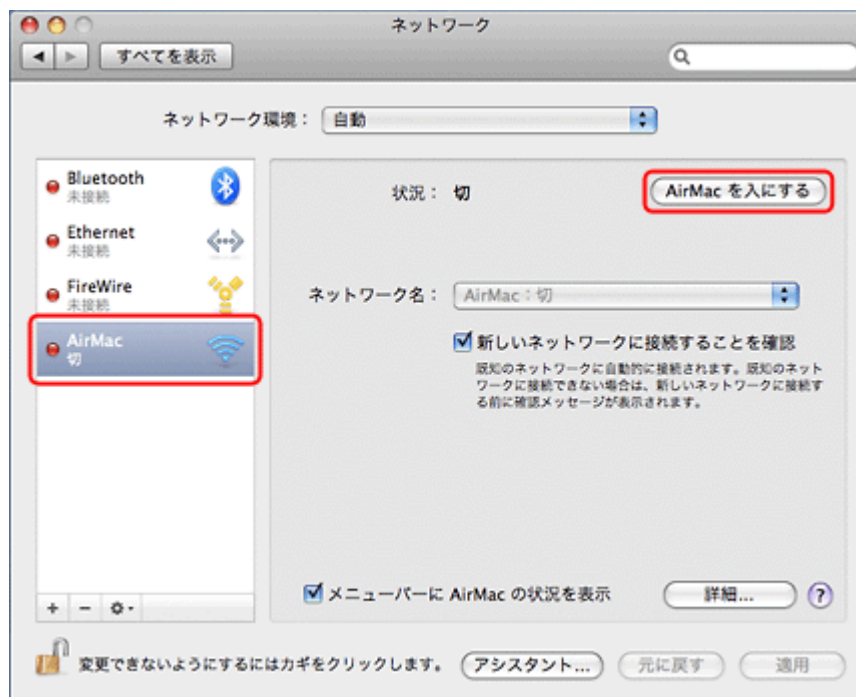 ネットワーク
すべてを表示
ネットワーク環境： 自動
Bluetooth
未接続
Ethernet
未接続
FireWire
未接続
AirMac
切
状況： 切
AirMac を入にする
ネットワーク名： AirMac：切
新しいネットワークに接続することを確認
既知のネットワークに自動的に接続されます。既知のネット
ワークに接続できない場合は、新しいネットワークに接続す
る前に確認メッセージが表示されます。
メニューバーに AirMac の状況を表示
詳細... ?
変更できないようにするにはカギをクリックします。
アシスタント... 元に戻す 適用